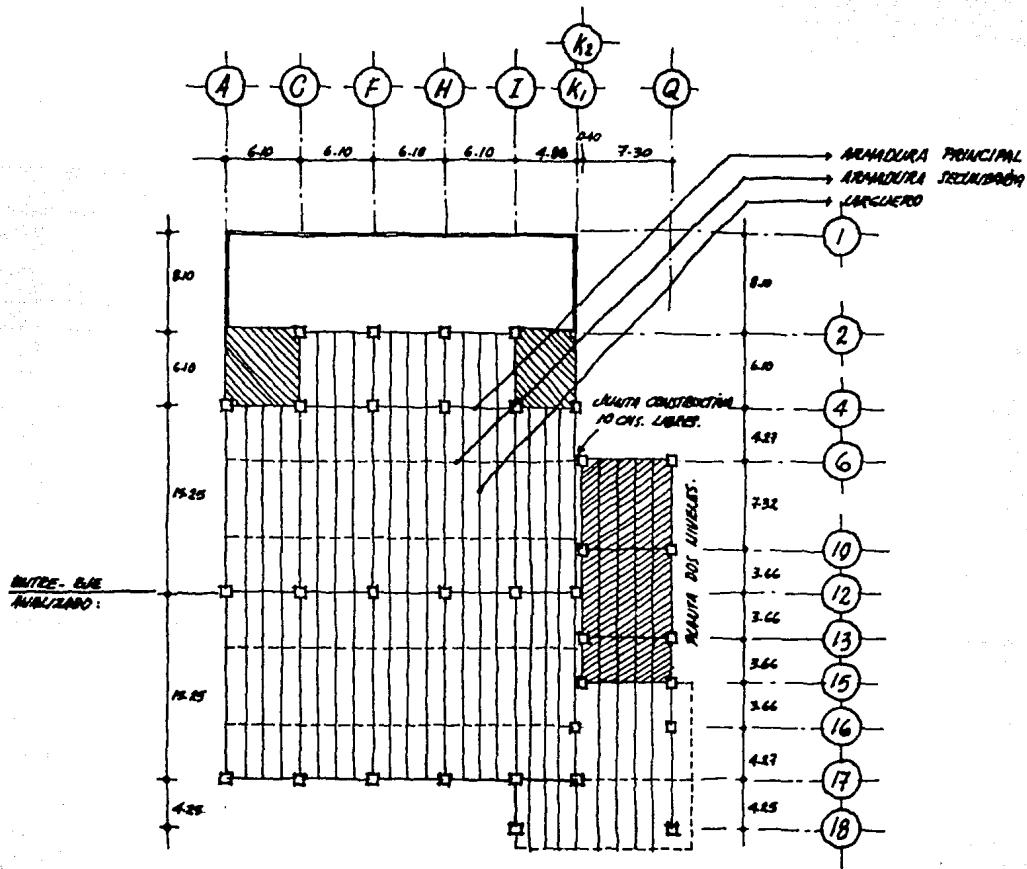 K2
A C F H I K1 Q
6.10 6.10 6.10 6.10 4.88 0.40 7.30
ARMADURA PRINCIPAL
ARMADURA SECUNDARIA
LARGUERO
1
8.10 8.10
2
6.10 6.10
4
JUNTA CONSTRUCTIVA
10 CMS. LIBRES.
4.27
6
15.25
7.32
PLANTA DOS NIVELES.
10
3.66
ENTRE-EJE
ANALIZADO:
12
3.66
13
3.66
15
15.25
3.66
16
4.27
17
4.25 4.25
18